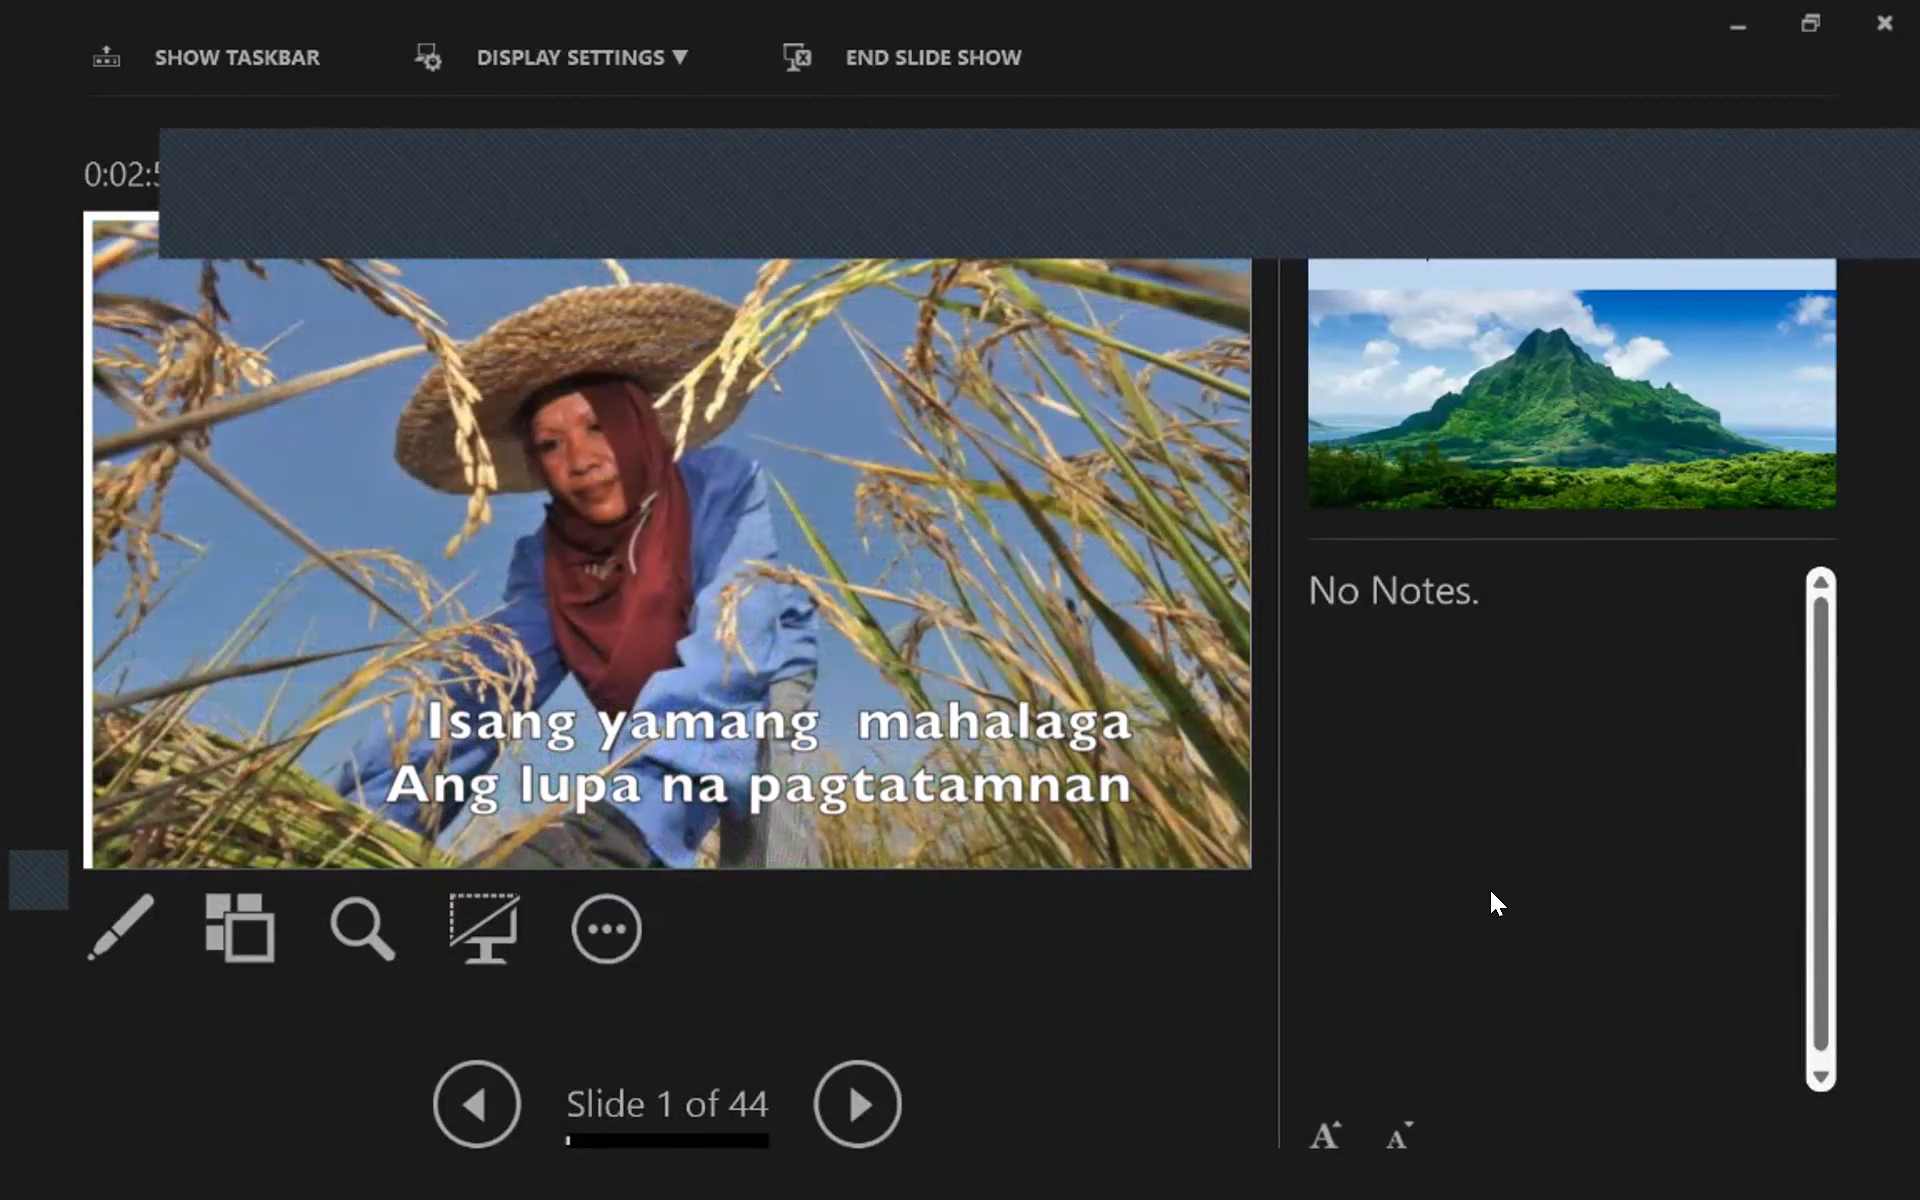 SHOW TASKBAR
DISPLAY SETTINGS ▼
END SLIDE SHOW
Isang yamang mahalaga
Ang lupa na pagtatamnan
No Notes.
Slide 1 of 44
A A